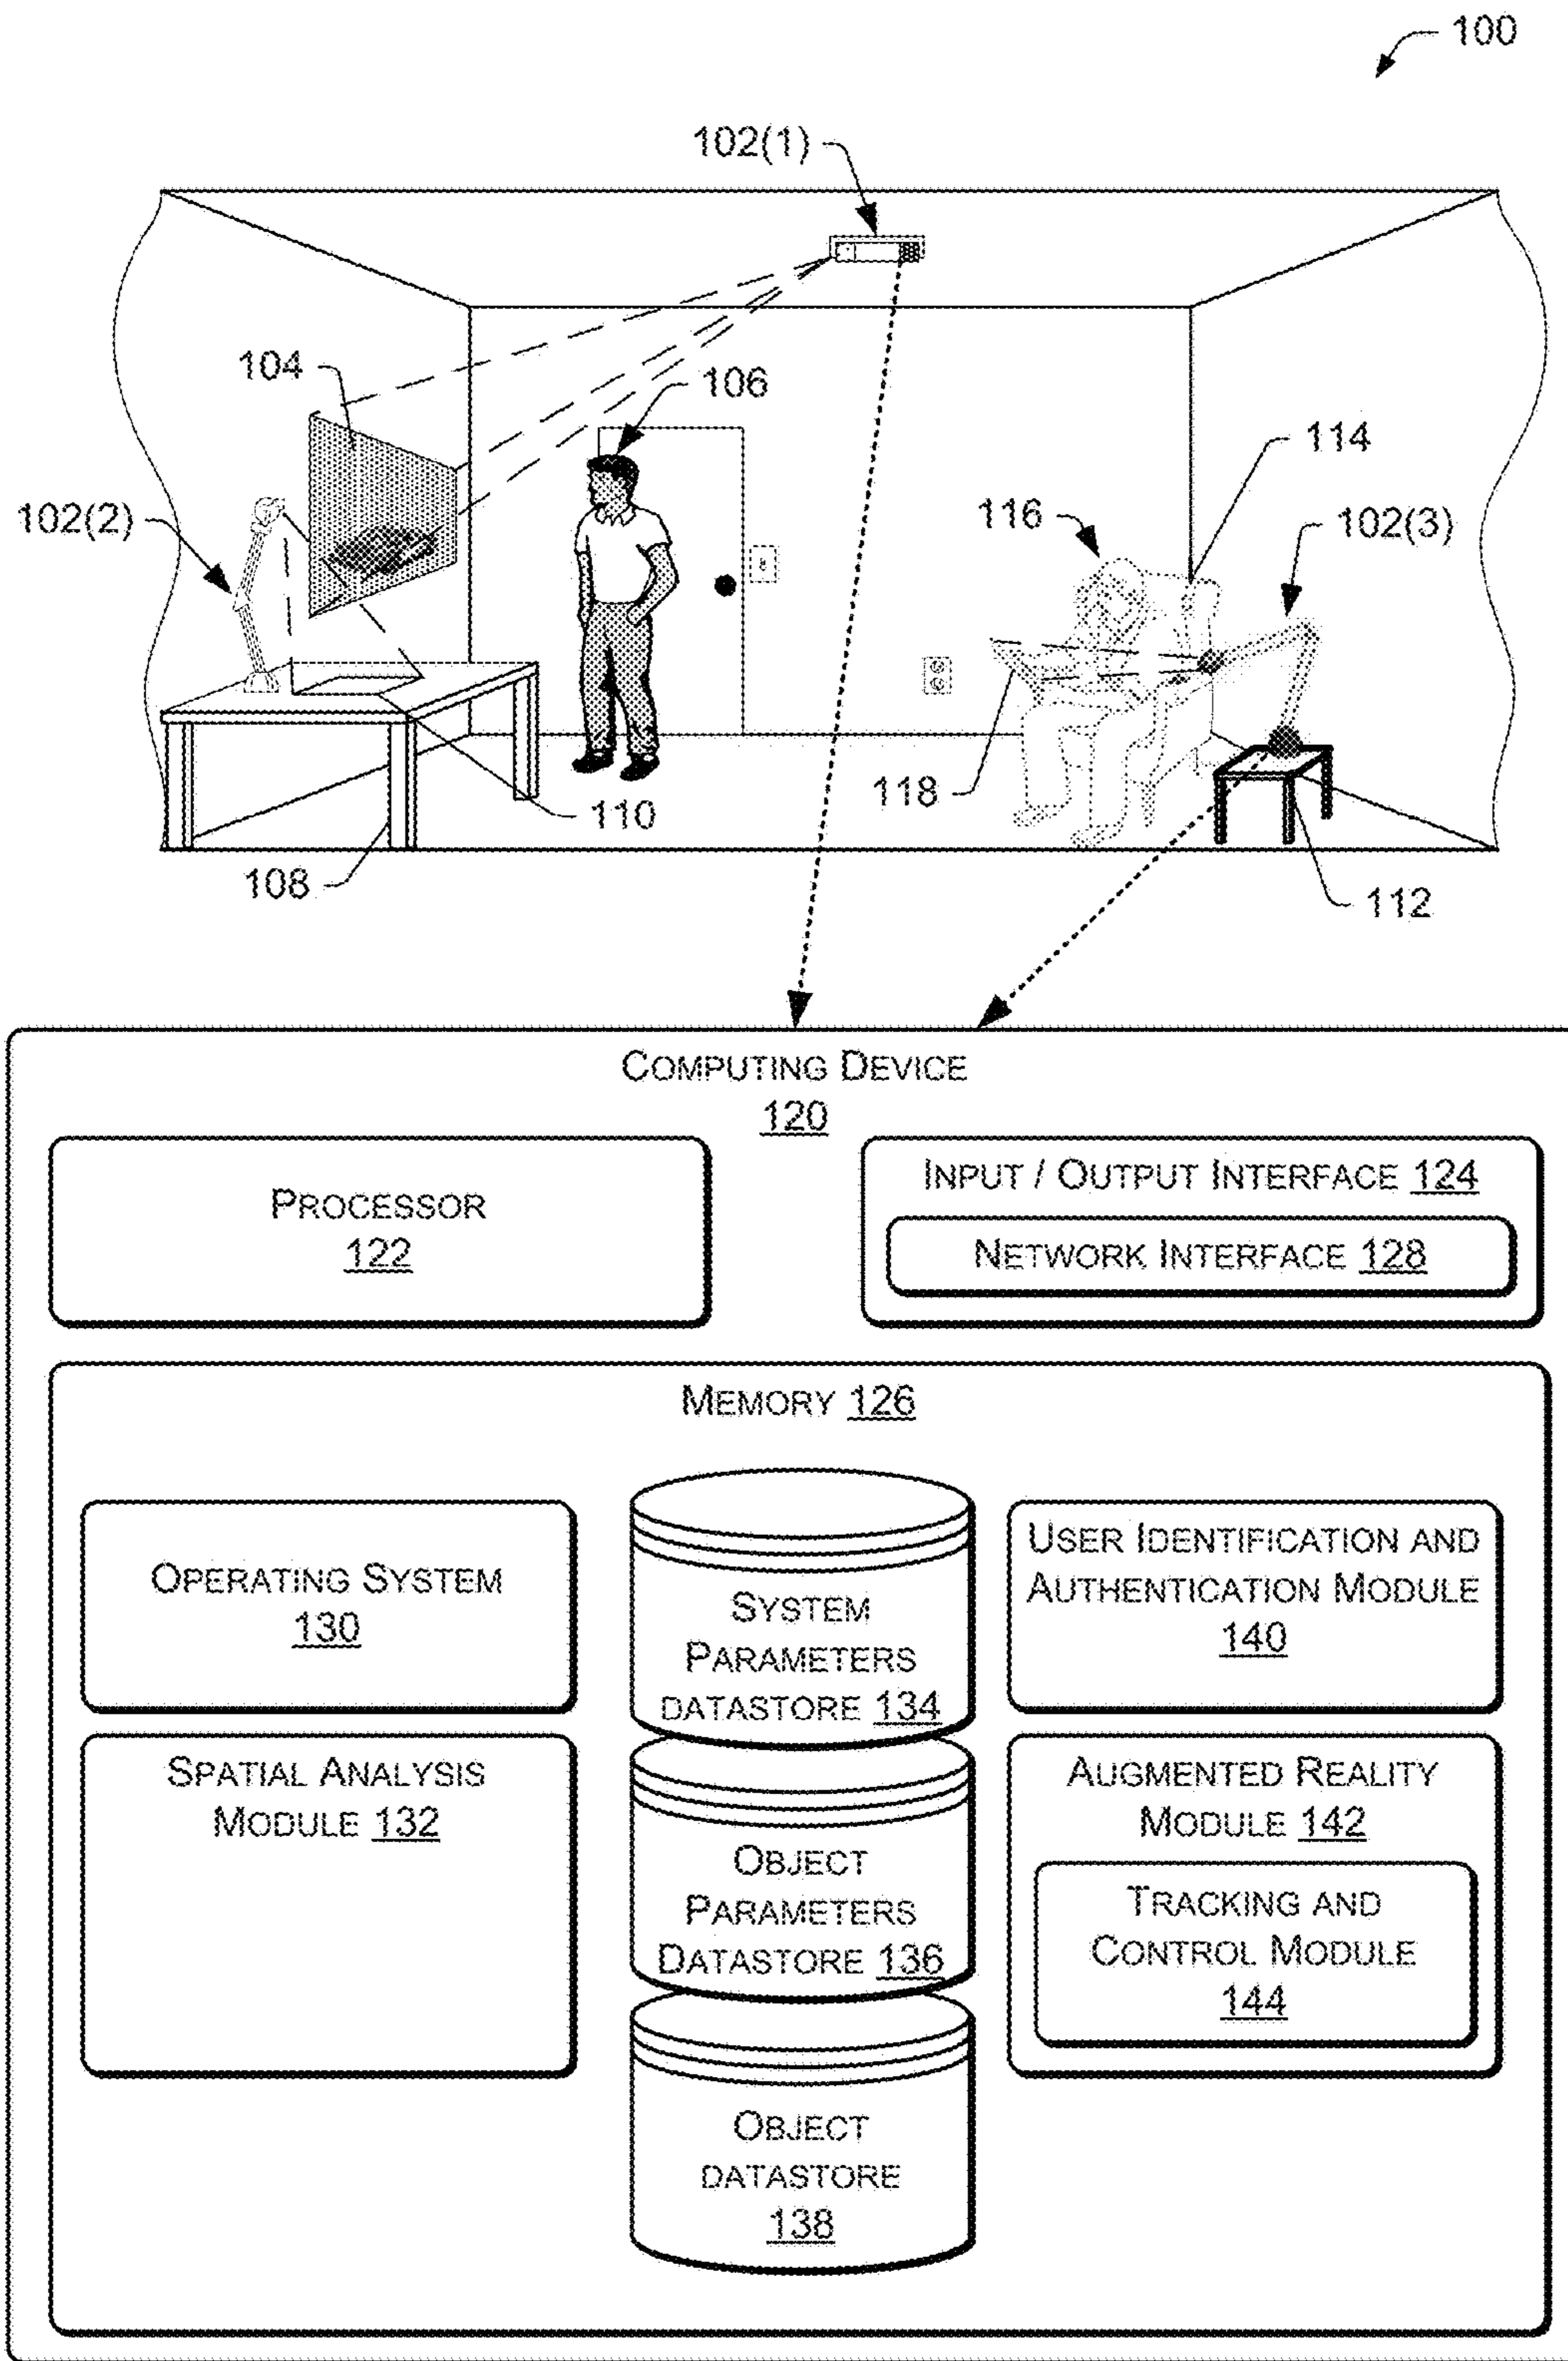 100
102(1)
104
106
114
102(2)
116
102(3)
118
110
108
112
COMPUTING DEVICE
120
PROCESSOR
122
INPUT / OUTPUT INTERFACE 124
NETWORK INTERFACE 128
MEMORY 126
OPERATING SYSTEM
130
SPATIAL ANALYSIS
MODULE 132
SYSTEM
PARAMETERS
DATASTORE 134
OBJECT
PARAMETERS
DATASTORE 136
OBJECT
DATASTORE
138
USER IDENTIFICATION AND
AUTHENTICATION MODULE
140
AUGMENTED REALITY
MODULE 142
TRACKING AND
CONTROL MODULE
144